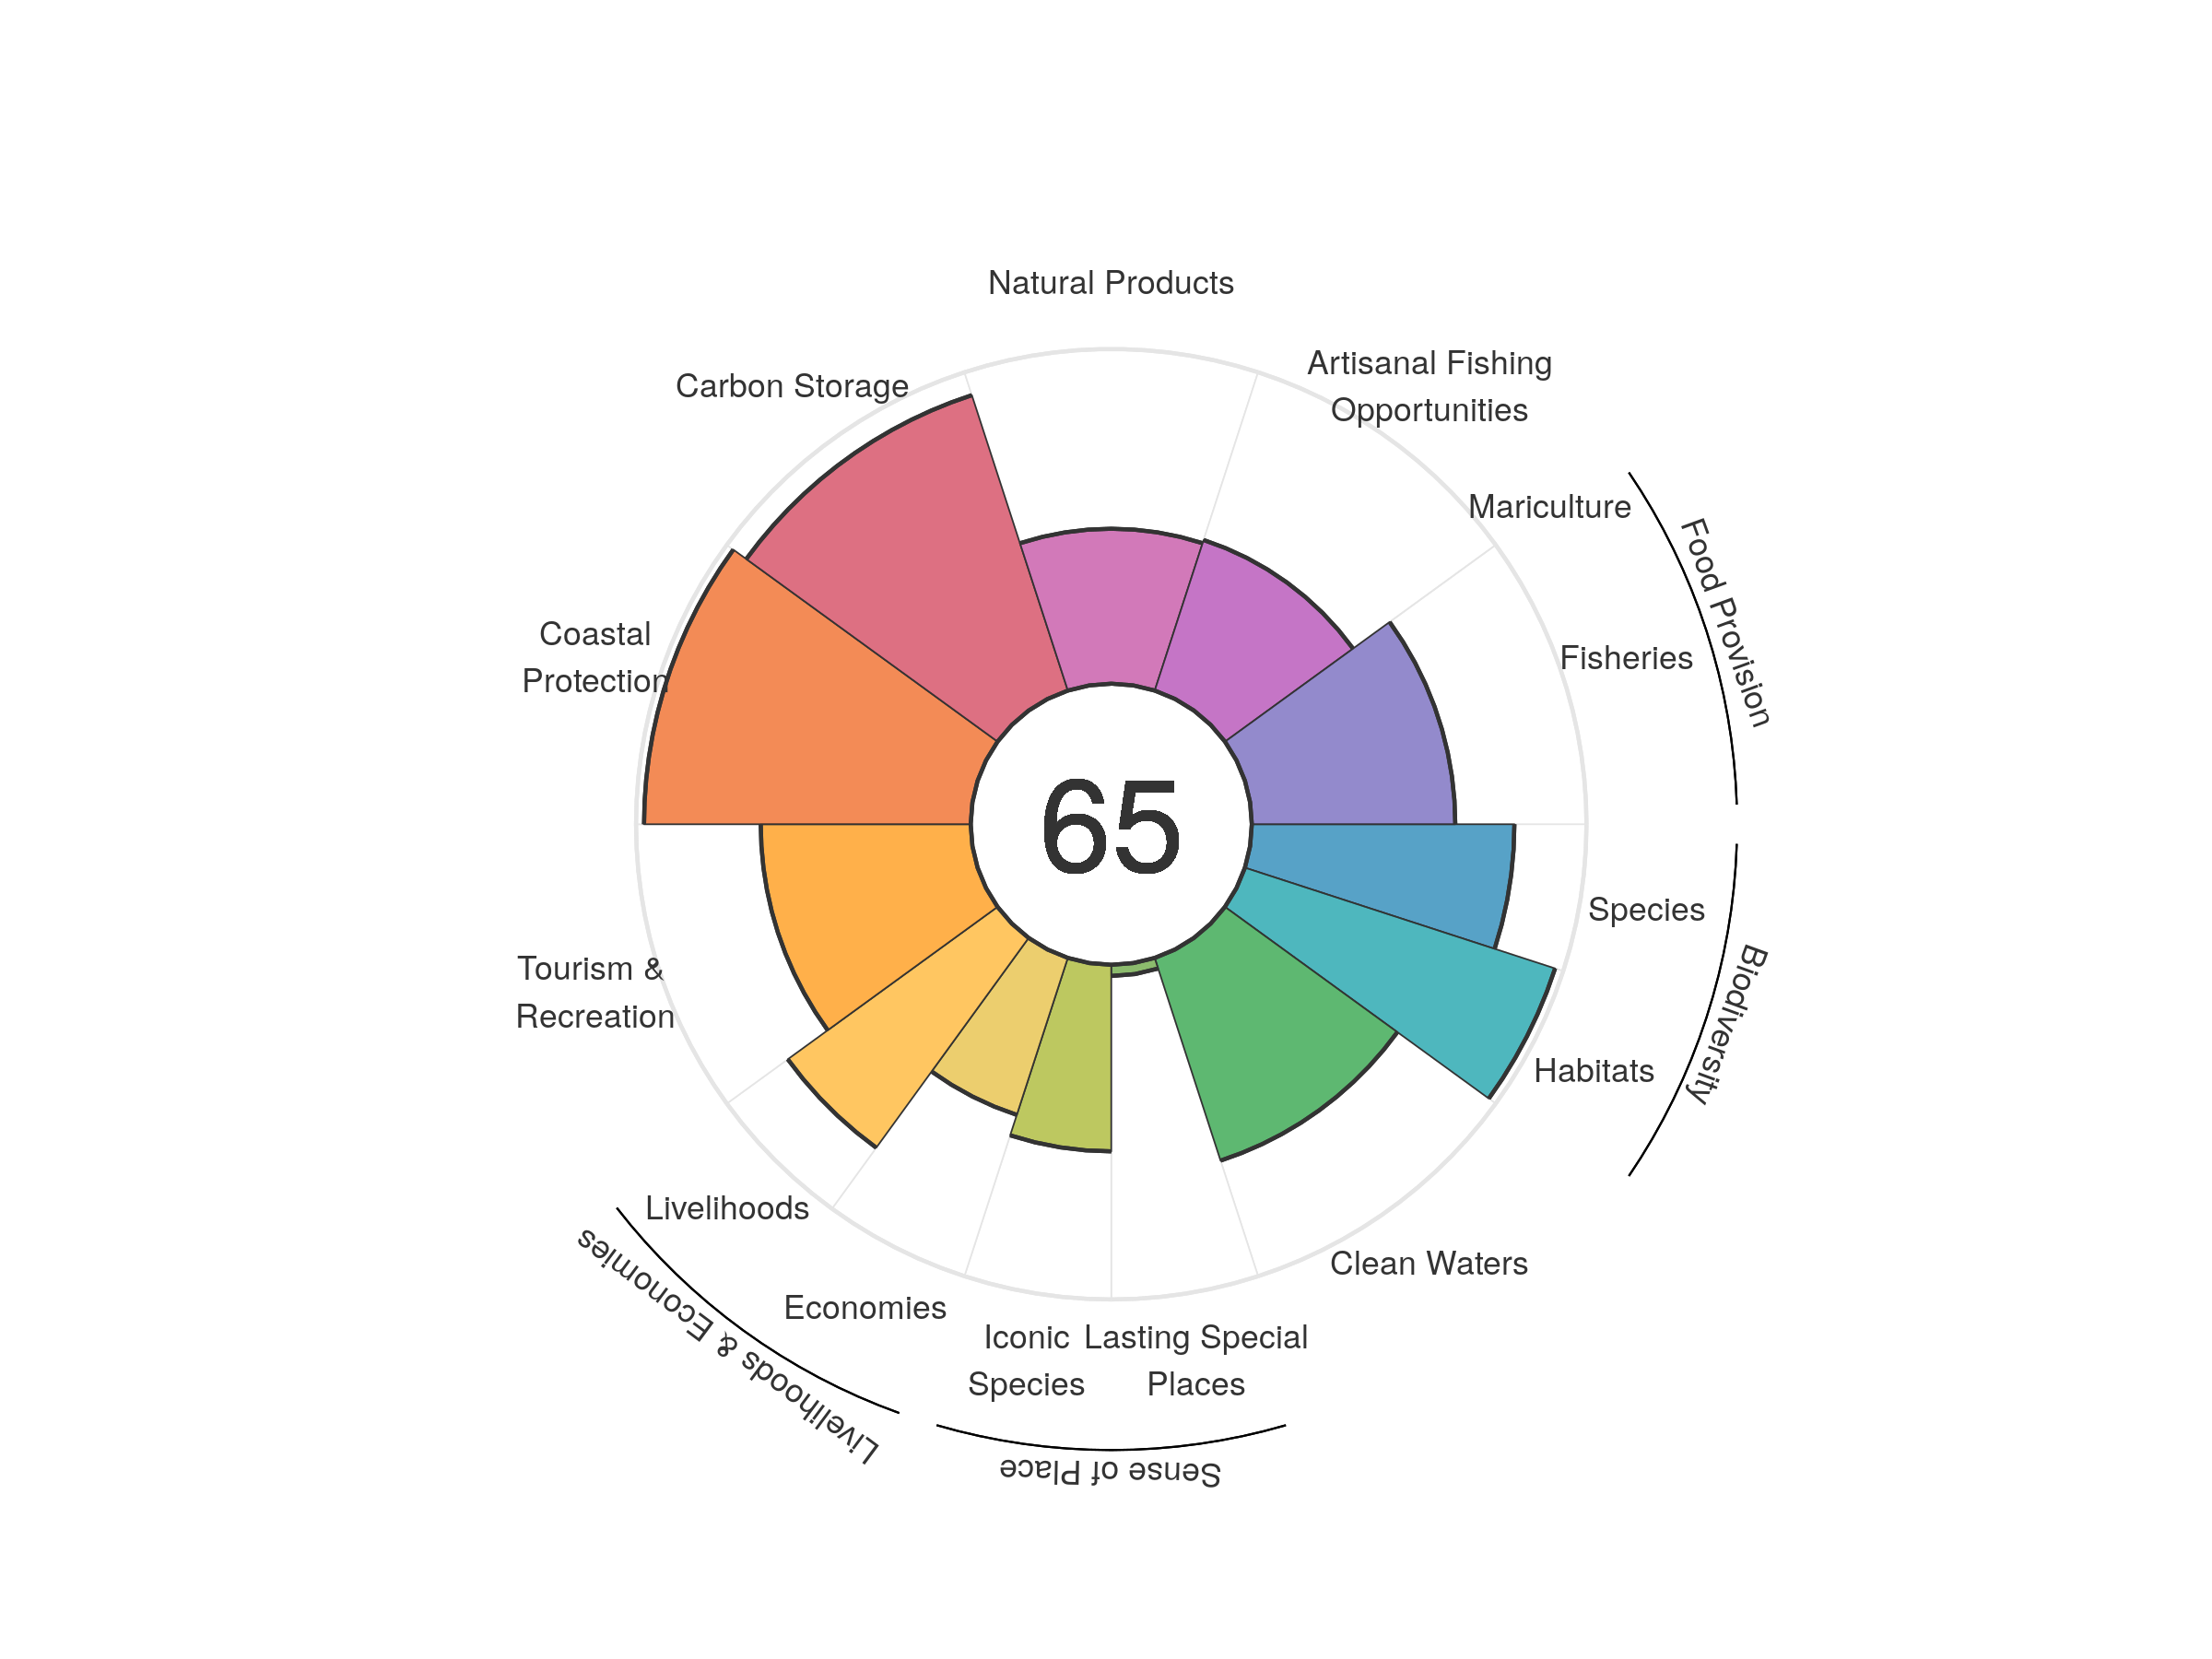 Natural Products
Carbon Storage
Artisanal Fishing
Opportunities
Mariculture
Food Provision
Fisheries
Coastal
Protection
65
Species
Biodiversity
Habitats
Tourism &
Recreation
Livelihoods
Livelihoods & Economies
Clean Waters
Economies
Iconic
Species
Lasting Special
Places
Sense of Place